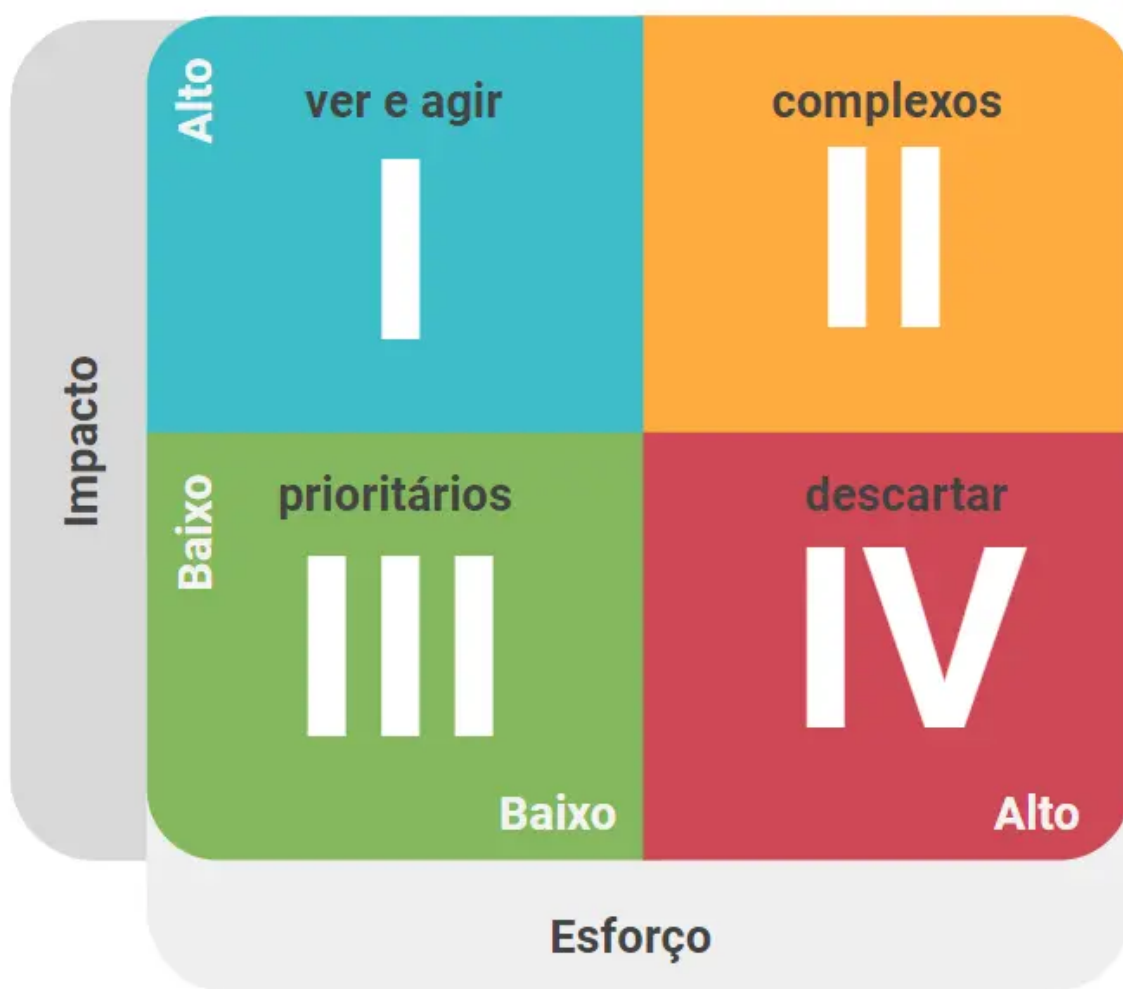 Impacto
Alto
ver e agir
I
complexos
II
Baixo
prioritários
III
descartar
IV
Baixo
Alto
Esforço